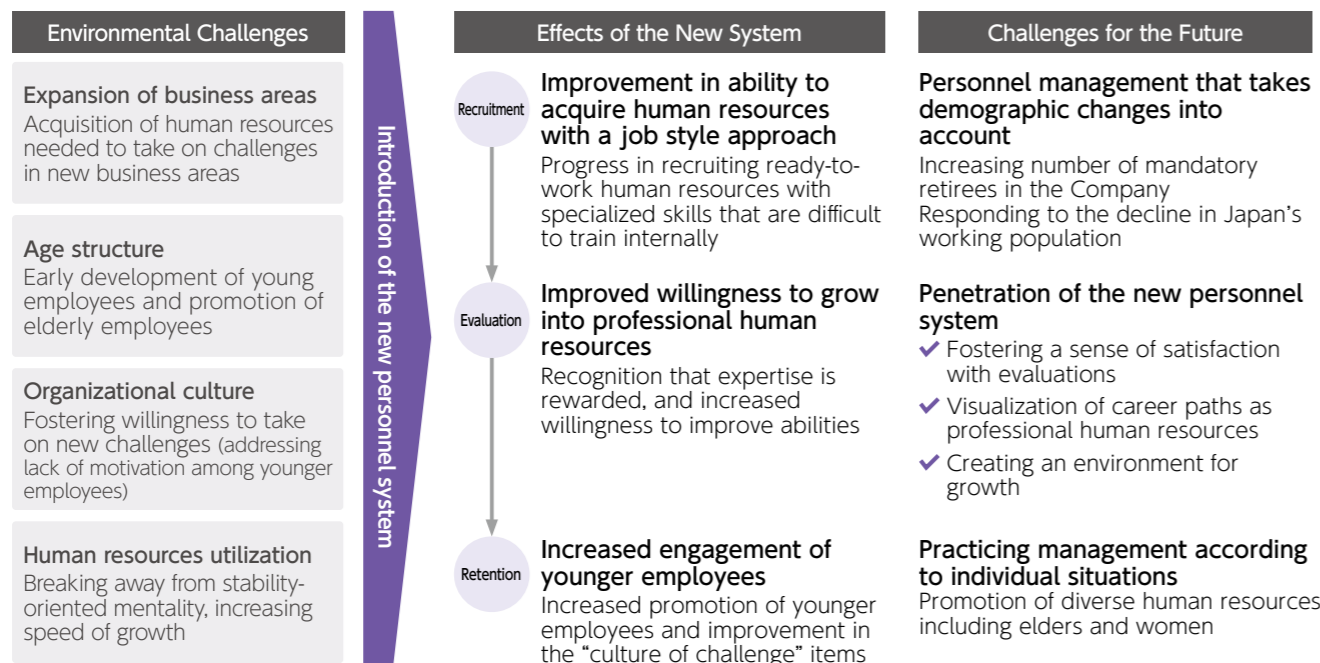 Environmental Challenges
Expansion of business areas
Acquisition of human resources
needed to take on challenges
in new business areas
Age structure
Early development of young
employees and promotion of
elderly employees
Organizational culture
Fostering willingness to take
on new challenges (addressing
lack of motivation among younger
employees)
Human resources utilization
Breaking away from stability-
oriented mentality, increasing
speed of growth
Introduction of the new personnel system
Effects of the New System
Recruitment
Improvement in ability to
acquire human resources
with a job style approach
Progress in recruiting ready-to-
work human resources with
specialized skills that are difficult
to train internally
Evaluation
Improved willingness to grow
into professional human
resources
Recognition that expertise is
rewarded, and increased
willingness to improve abilities
Retention
Increased engagement of
younger employees
Increased promotion of younger
employees and improvement in
the “culture of challenge” items
Challenges for the Future
Personnel management that takes
demographic changes into
account
Increasing number of mandatory
retirees in the Company
Responding to the decline in Japan’s
working population
Penetration of the new personnel
system
✓ Fostering a sense of satisfaction
with evaluations
✓ Visualization of career paths as
professional human resources
✓ Creating an environment for
growth
Practicing management according
to individual situations
Promotion of diverse human resources
including elders and women